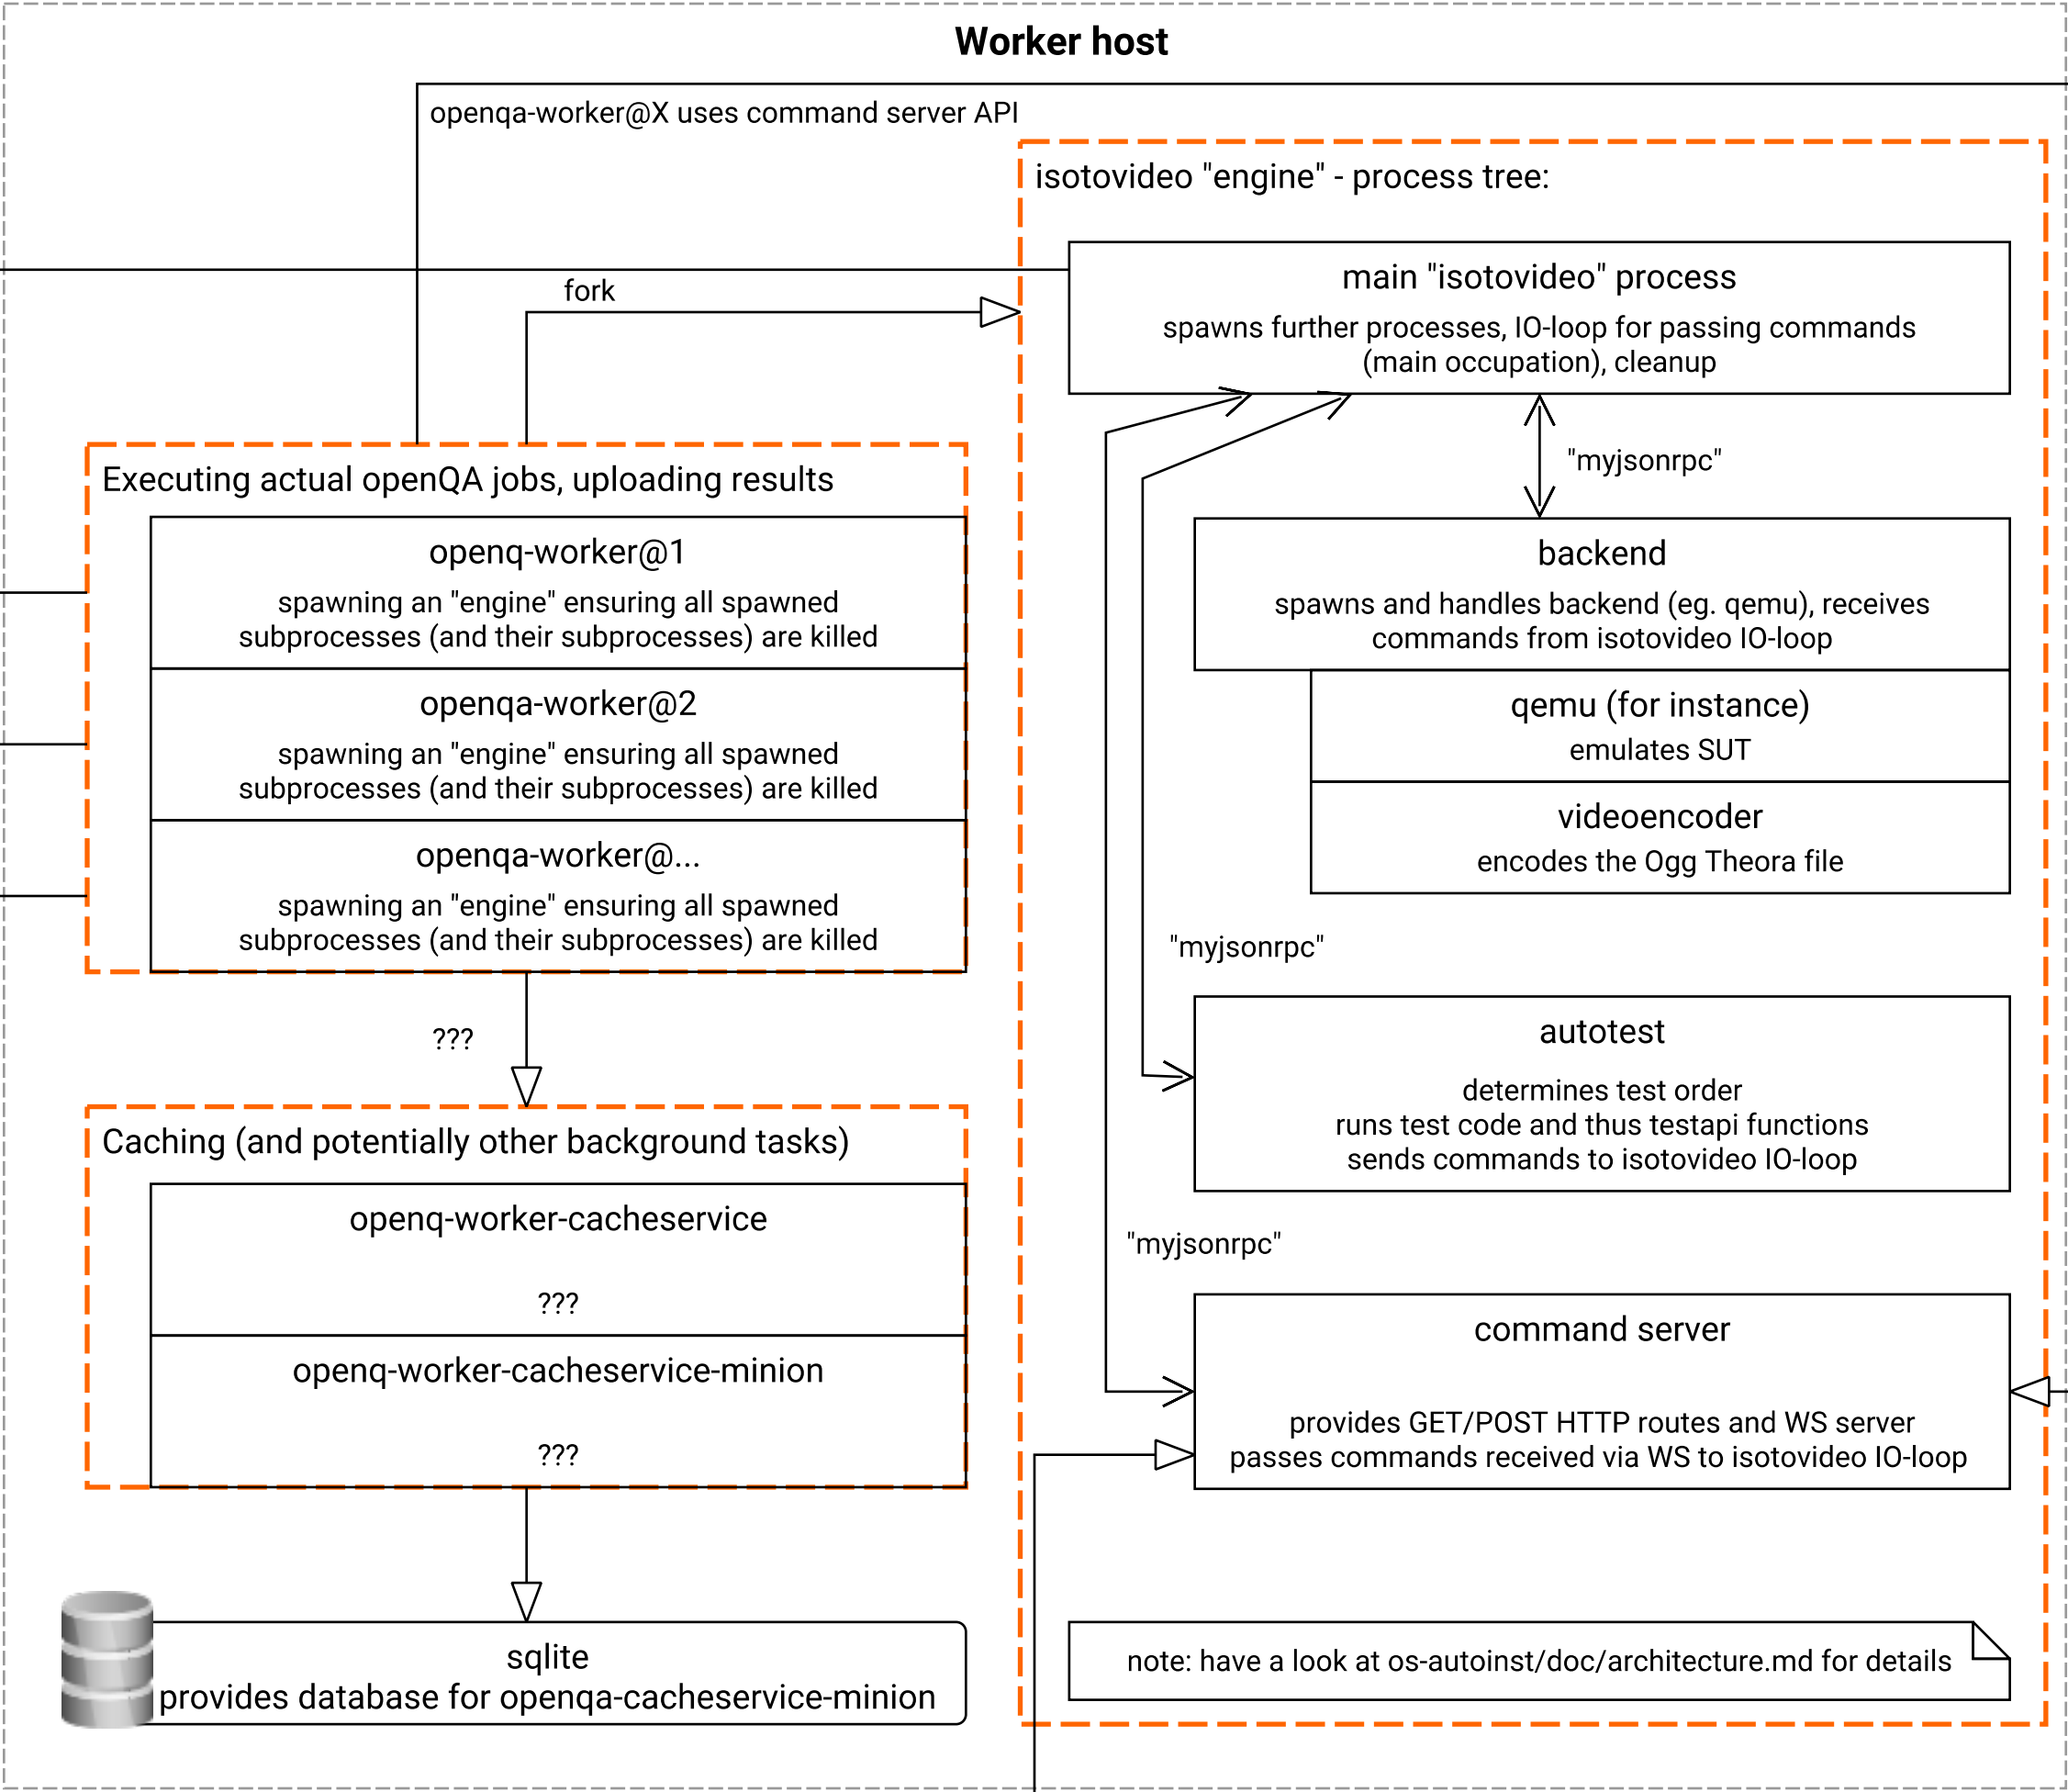 Worker host
openqa-worker@X uses command server API
isotovideo "engine" - process tree:
main "isotovideo" process
spawns further processes, IO-loop for passing commands
(main occupation), cleanup
fork
"myjsonrpc"
Executing actual openQA jobs, uploading results
openq-worker@1
spawning an "engine" ensuring all spawned
subprocesses (and their subprocesses) are killed
openqa-worker@2
spawning an "engine" ensuring all spawned
subprocesses (and their subprocesses) are killed
openqa-worker@...
spawning an "engine" ensuring all spawned
subprocesses (and their subprocesses) are killed
backend
spawns and handles backend (eg. qemu), receives
commands from isotovideo IO-loop
qemu (for instance)
emulates SUT
videoencoder
encodes the Ogg Theora file
"myjsonrpc"
???
autotest
determines test order
runs test code and thus testapi functions
sends commands to isotovideo IO-loop
Caching (and potentially other background tasks)
openq-worker-cacheservice
???
openq-worker-cacheservice-minion
???
"myjsonrpc"
command server
provides GET/POST HTTP routes and WS server
passes commands received via WS to isotovideo IO-loop
sqlite
provides database for openqa-cacheservice-minion
note: have a look at os-autoinst/doc/architecture.md for details